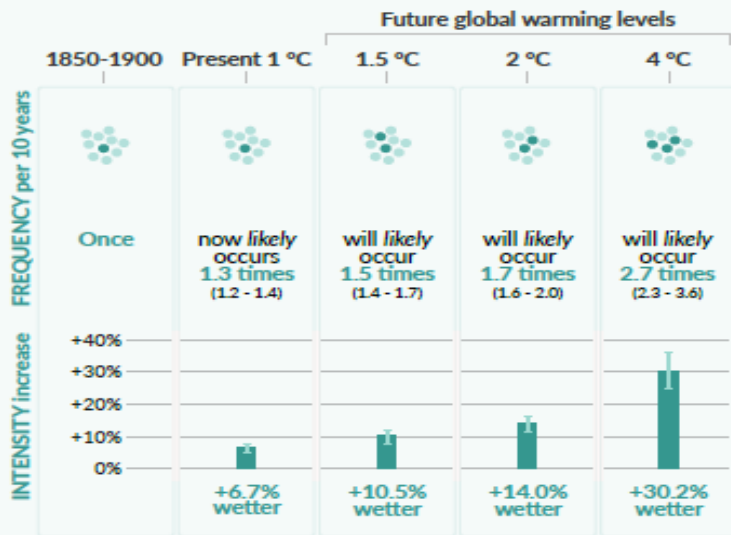 Future global warming levels
1850-1900 Present 1 °C 1.5 °C 2 °C 4 °C
FREQUENCY per 10 years
Once
now likely
occurs
1.3 times
(1.2 - 1.4)
will likely
occur
1.5 times
(1.4 - 1.7)
will likely
occur
1.7 times
(1.6 - 2.0)
will likely
occur
2.7 times
(2.3 - 3.6)
INTENSITY increase
+40%
+30%
+20%
+10%
0%
+6.7%
wetter
+10.5%
wetter
+14.0%
wetter
+30.2%
wetter